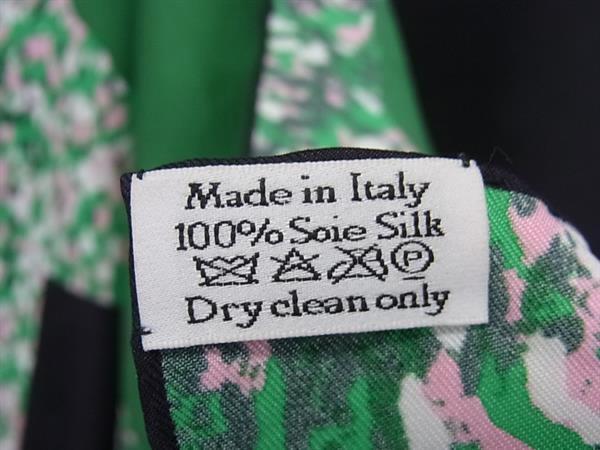 Made in Italy
100% Soie Silk
P
Dry clean only